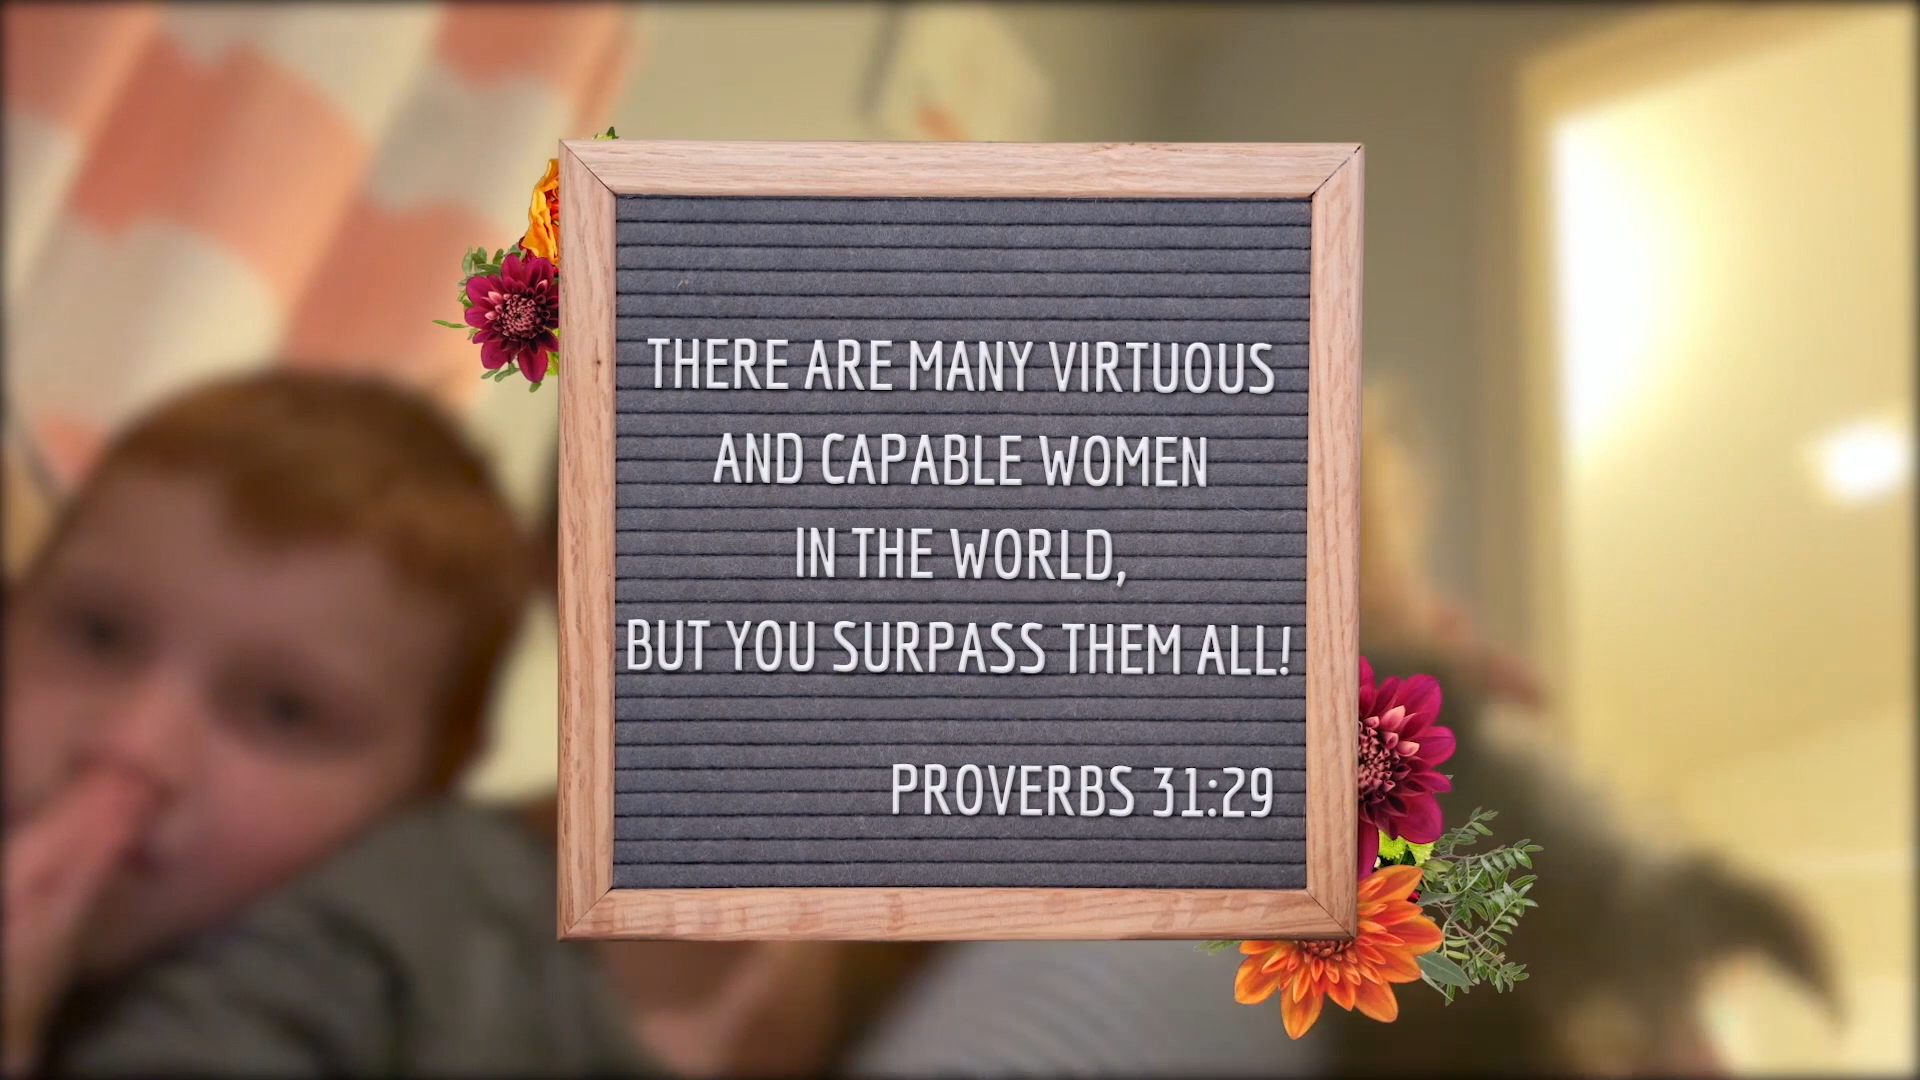 THERE ARE MANY VIRTUOUS
AND CAPABLE WOMEN
IN THE WORLD,
BUT YOU SURPASS THEM ALL!
PROVERBS 31:29